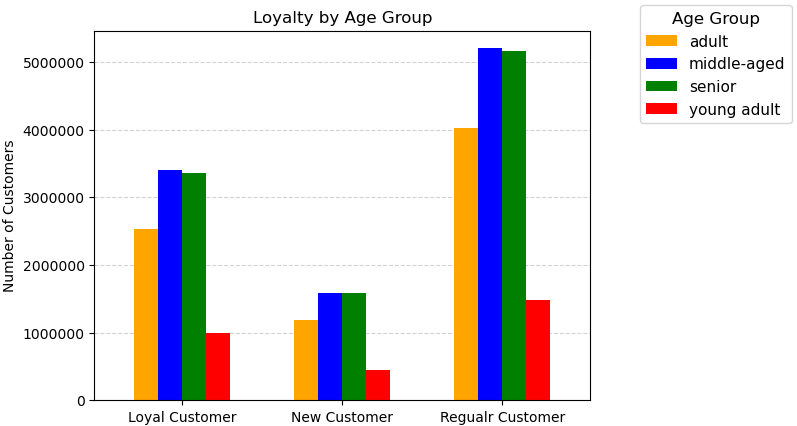 Loyalty by Age Group
Age Group
adult
middle-aged
senior
young adult
Number of Customers
5000000
4000000
3000000
2000000
1000000
0
Loyal Customer
New Customer
Regualr Customer